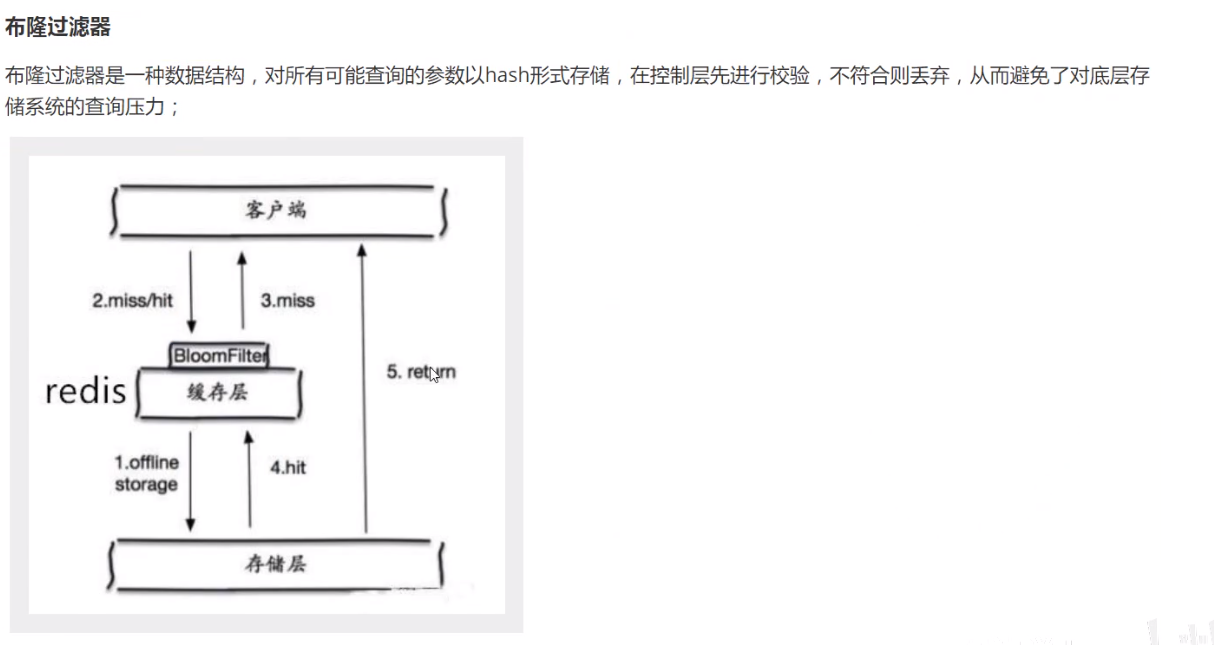 布隆过滤器
布隆过滤器是一种数据结构，对所有可能查询的参数以hash形式存储，在控制层先进行校验，不符合则丢弃，从而避免了对底层存
储系统的查询压力；
客户端
2.miss/hit
3.miss
BloomFilter
5. return
redis
缓存层
1.offline
storage
4.hit
存储层